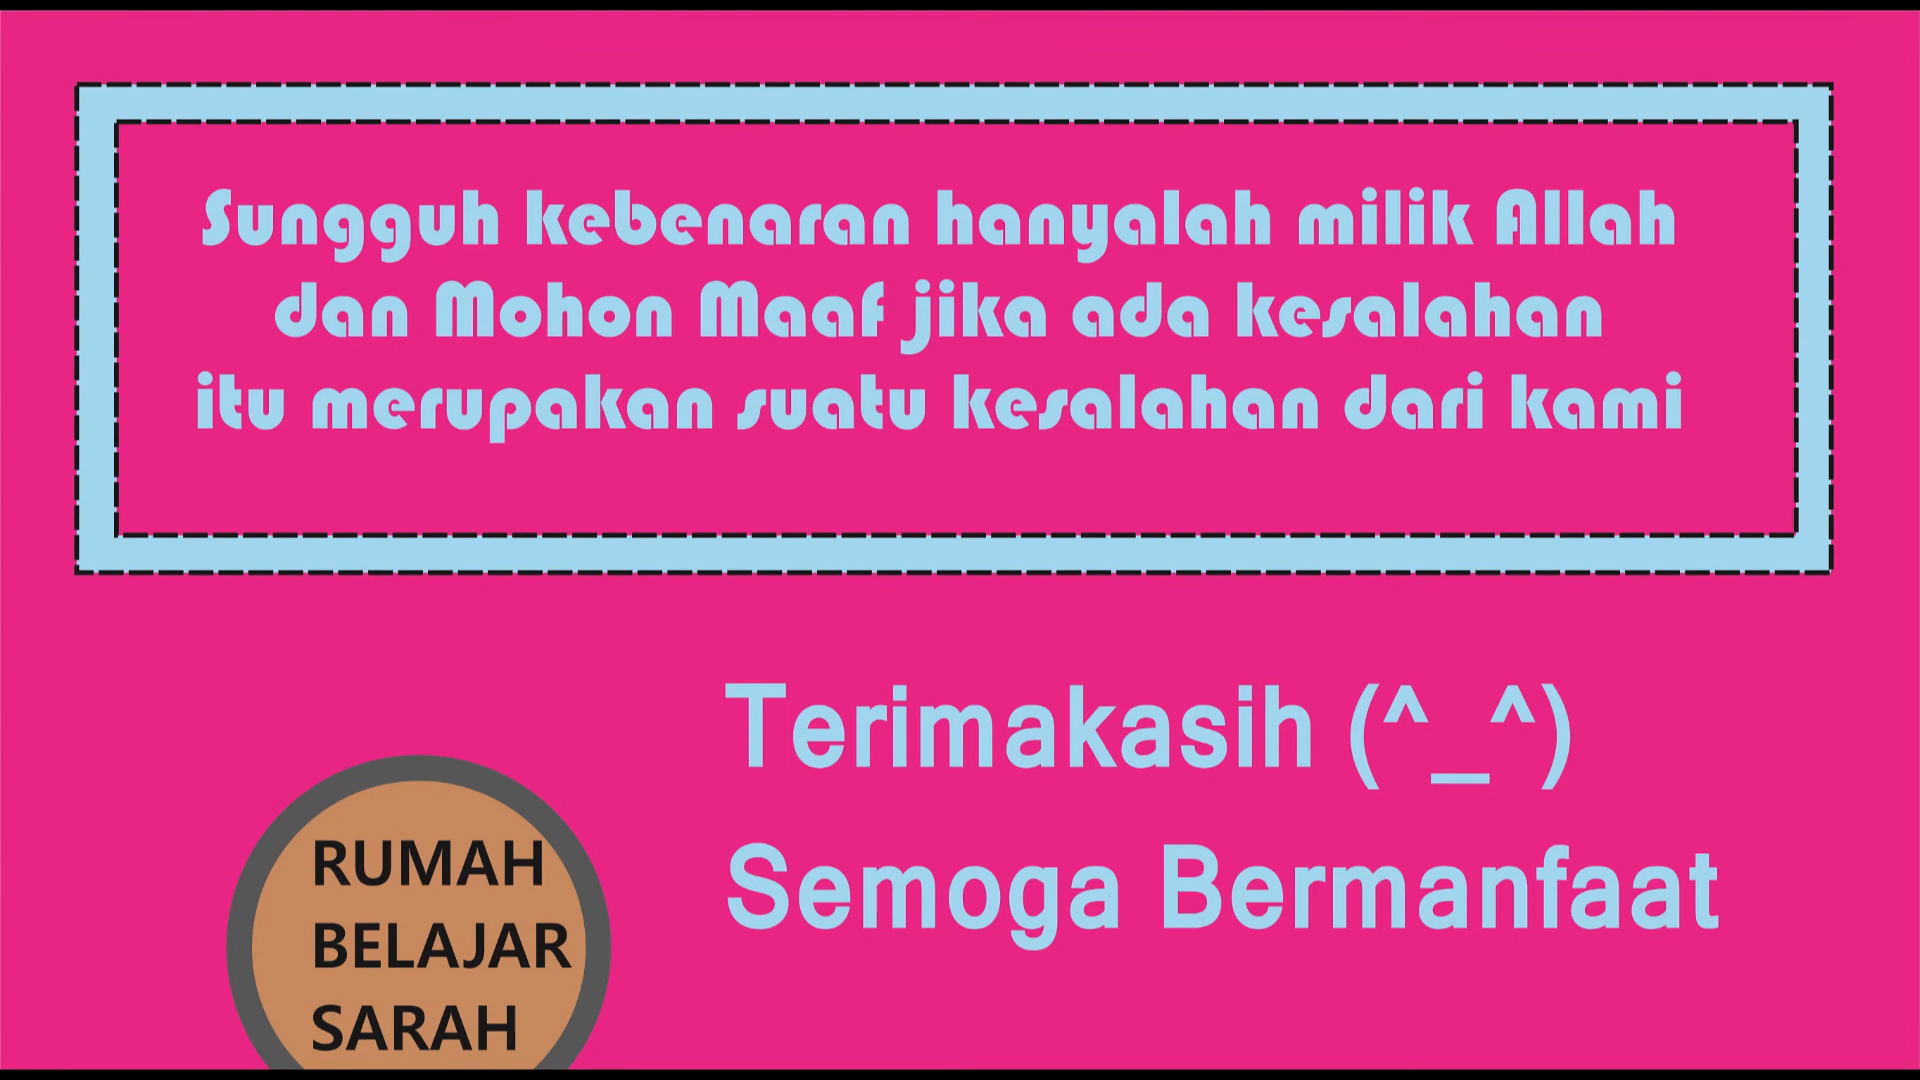 Sungguh kebenaran hanyalah milik Allah
dan Mohon Maaf jika ada kesalahan
itu merupakan suatu kesalahan dari kami
Terimakasih (^_^)
Semoga Bermanfaat
RUMAH
BELAJAR
SARAH